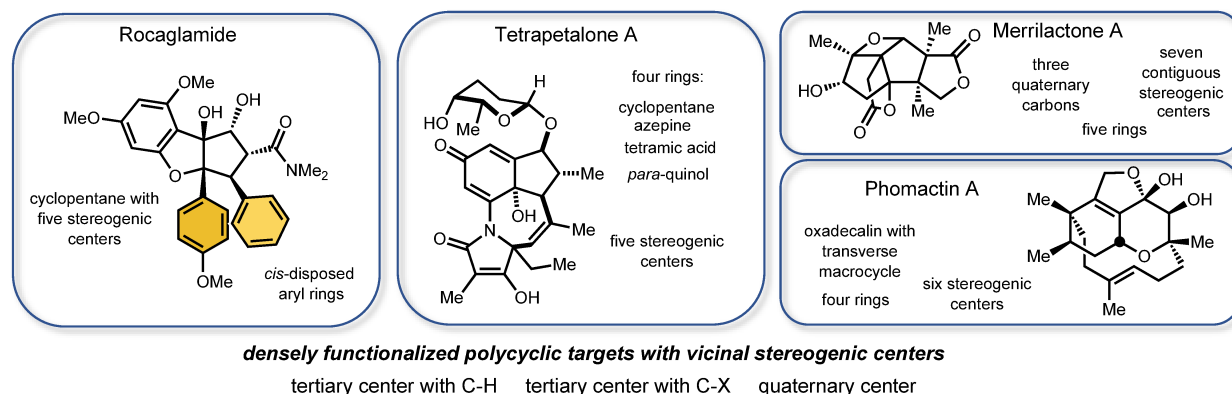 Rocaglamide
OMe
MeO
HO
OH
O
NMe2
O
cyclopentane with
five stereogenic
centers
OMe
cis-disposed
aryl rings
Tetrapetalone A
H
HO
Me
O
O
O
Me
OH
N
O
Me
Me
Me
OH
four rings:
cyclopentane
azepine
tetramic acid
para-quinol
five stereogenic
centers
Merrilactone A
Me
O
Me
O
O
HO
Me
O
O
three
quaternary
carbons
seven
contiguous
stereogenic
centers
five rings
Phomactin A
O
OH
OH
Me
Me
Me
O
Me
oxadecalin with
transverse
macrocycle
four rings
six stereogenic
centers
densely functionalized polycyclic targets with vicinal stereogenic centers
tertiary center with C-H tertiary center with C-X quaternary center